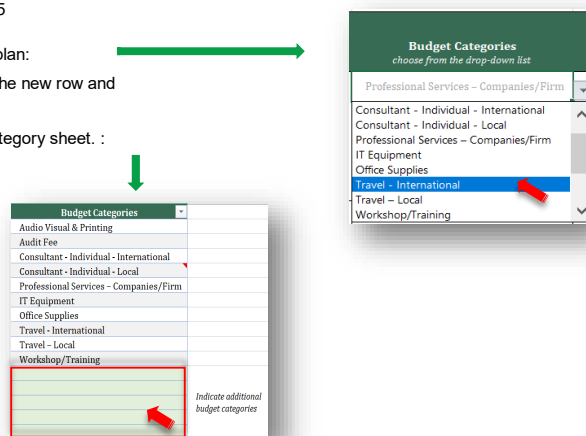 5
plan:
he new row and
tegory sheet. :
Budget Categories
choose from the drop-down list
Professional Services – Companies/Firm
Consultant - Individual - International
Consultant - Individual - Local
Professional Services – Companies/Firm
IT Equipment
Office Supplies
Travel - International
Travel – Local
Workshop/Training
Budget Categories
Audio Visual & Printing
Audit Fee
Consultant - Individual - International
Consultant - Individual - Local
Professional Services – Companies/Firm
IT Equipment
Office Supplies
Travel - International
Travel – Local
Workshop/Training
Indicate additional
budget categories